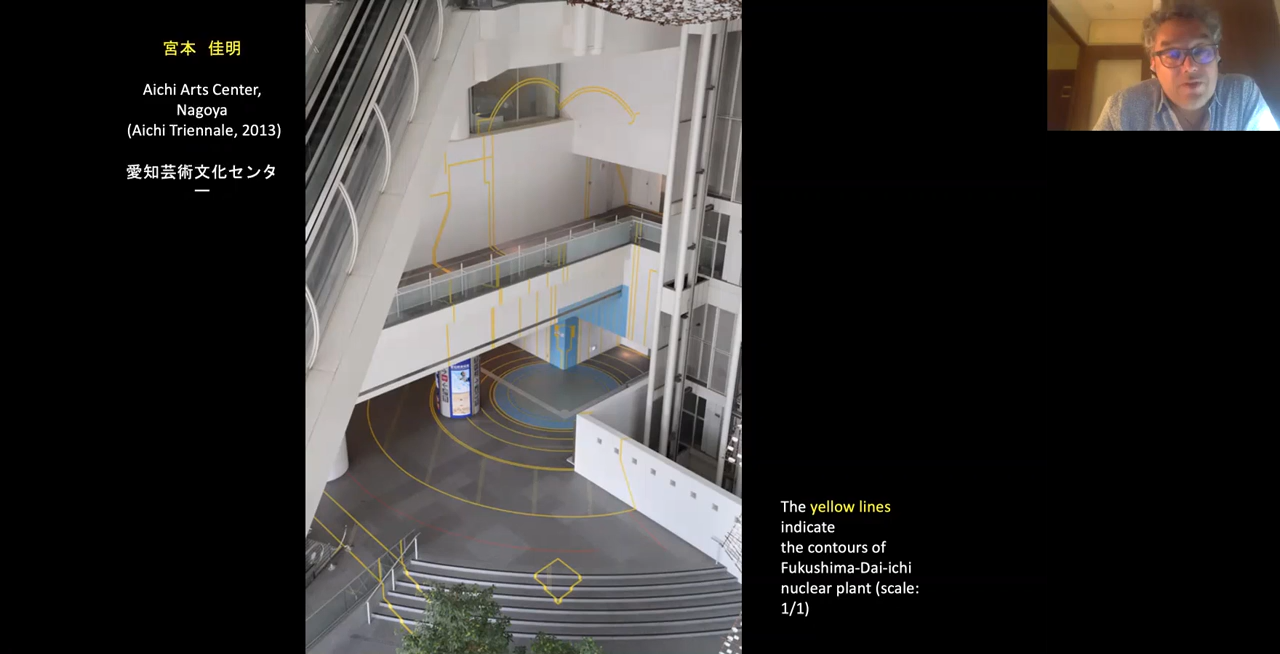 宮本 佳明
Aichi Arts Center,
Nagoya
(Aichi Triennale, 2013)
愛知芸術文化センタ
ー
The yellow lines
indicate
the contours of
Fukushima-Dai-ichi
nuclear plant (scale:
1/1)